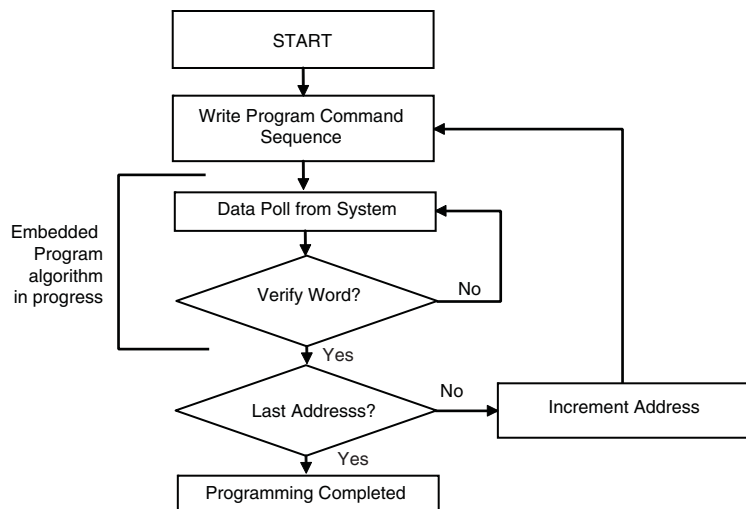 START
Write Program Command
Sequence
Data Poll from System
Embedded
Program
algorithm
in progress
Verify Word?
No
Yes
Last Addresss?
No
Increment Address
Yes
Programming Completed